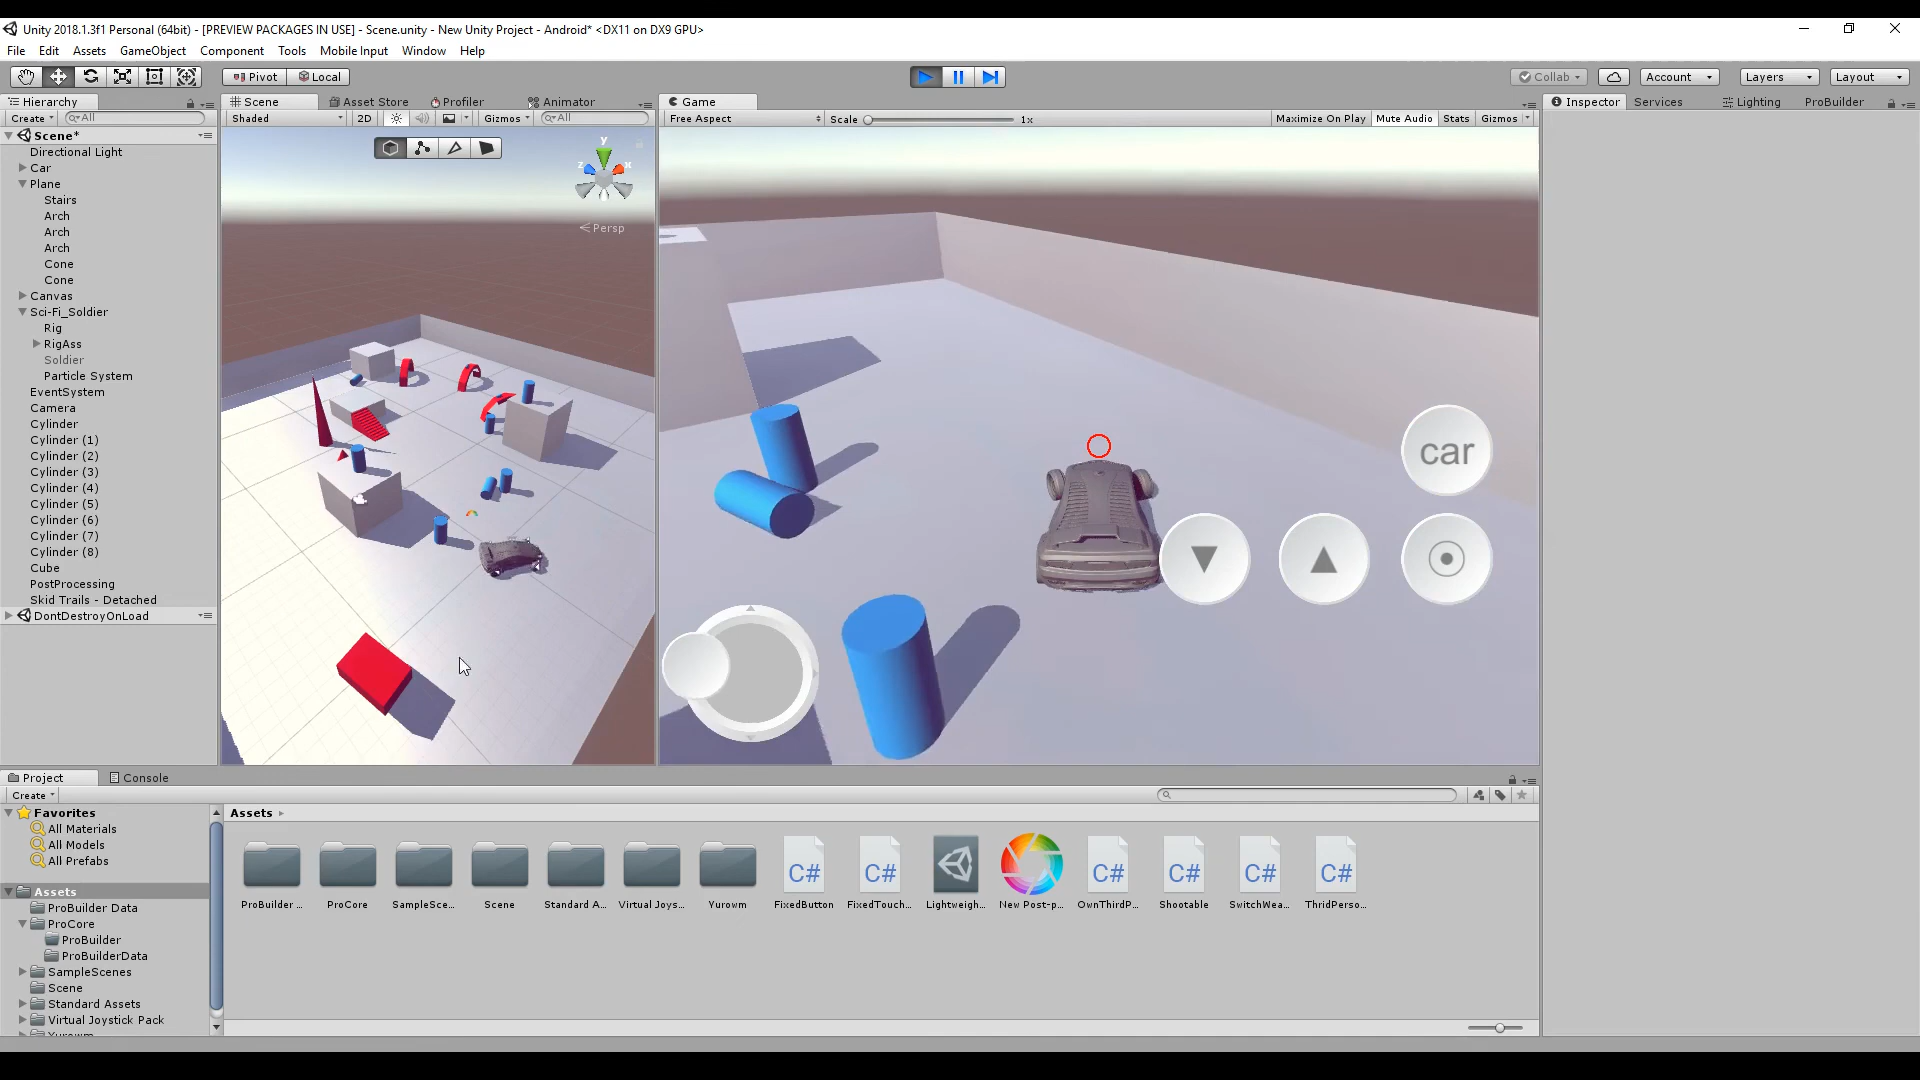 Unity 2018.1.3f1 Personal (64bit) - [PREVIEW PACKAGES IN USE] - Scene.unity - New Unity Project - Android* <DX11 on DX9 GPU>
File Edit Assets GameObject Component Tools Mobile Input Window Help
Pivot Local Collab Account Layers Layout
Hierarchy Scene Asset Store Profiler Animator Game Inspector Services Lighting ProBuilder
Create All Shaded 2D Gizmos All Free Aspect Scale 1x Maximize On Play Mute Audio Stats Gizmos
Scene*
Directional Light
Car
Plane
Stairs
Arch
Arch
Arch
Cone
Cone
Canvas
Sci-Fi_Soldier
Rig
RigAss
Soldier
Particle System
EventSystem
Camera
Cylinder
Cylinder (1)
Cylinder (2)
Cylinder (3)
Cylinder (4)
Cylinder (5)
Cylinder (6)
Cylinder (7)
Cylinder (8)
Cube
PostProcessing
Skid Trails - Detached
DontDestroyOnLoad
y
z x
Persp
car
Project Console
Create
Favorites
All Materials
All Models
All Prefabs
Assets
ProBuilder Data
ProCore
ProBuilder
ProBuilderData
SampleScenes
Scene
Standard Assets
Virtual Joystick Pack
Assets
C# C# C# C# C# C#
ProBuilder ... ProCore SampleSce... Scene Standard A... Virtual Joys... Yurowm FixedButton FixedTouch... Lightweigh... New Post-p... OwnThirdP... Shootable SwitchWea... ThridPerso...